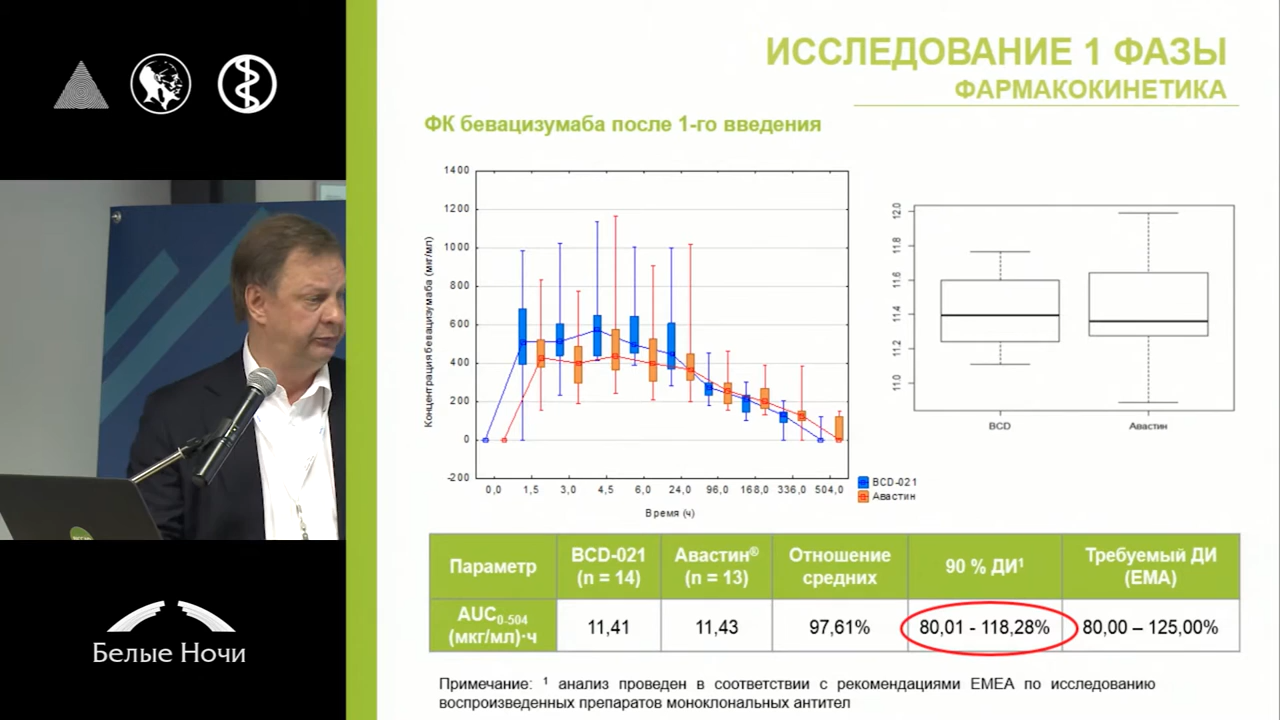 ИССЛЕДОВАНИЕ 1 ФАЗЫ
ФАРМАКОКИНЕТИКА
ФК бевацизумаба после 1-го введения
Концентрация бевацизумаба (мкг/мл)
1400
1200
1000
800
600
400
200
0
-200
0,0 1,5 3,0 4,5 6,0 24,0 96,0 168,0 336,0 504,0
Время (ч)
BCD-021
Авастин
12.0
11.8
11.6
11.4
11.2
11.0
BCD Авастин
Параметр BCD-021 (n = 14) Авастин® (n = 13) Отношение средних 90 % ДИ¹ Требуемый ДИ (EMA)
AUC0-504 (мкг/мл)·ч 11,41 11,43 97,61% 80,01 - 118,28% 80,00 – 125,00%
Примечание: ¹ анализ проведен в соответствии с рекомендациями EMEA по исследованию
воспроизведенных препаратов моноклональных антител
Белые Ночи